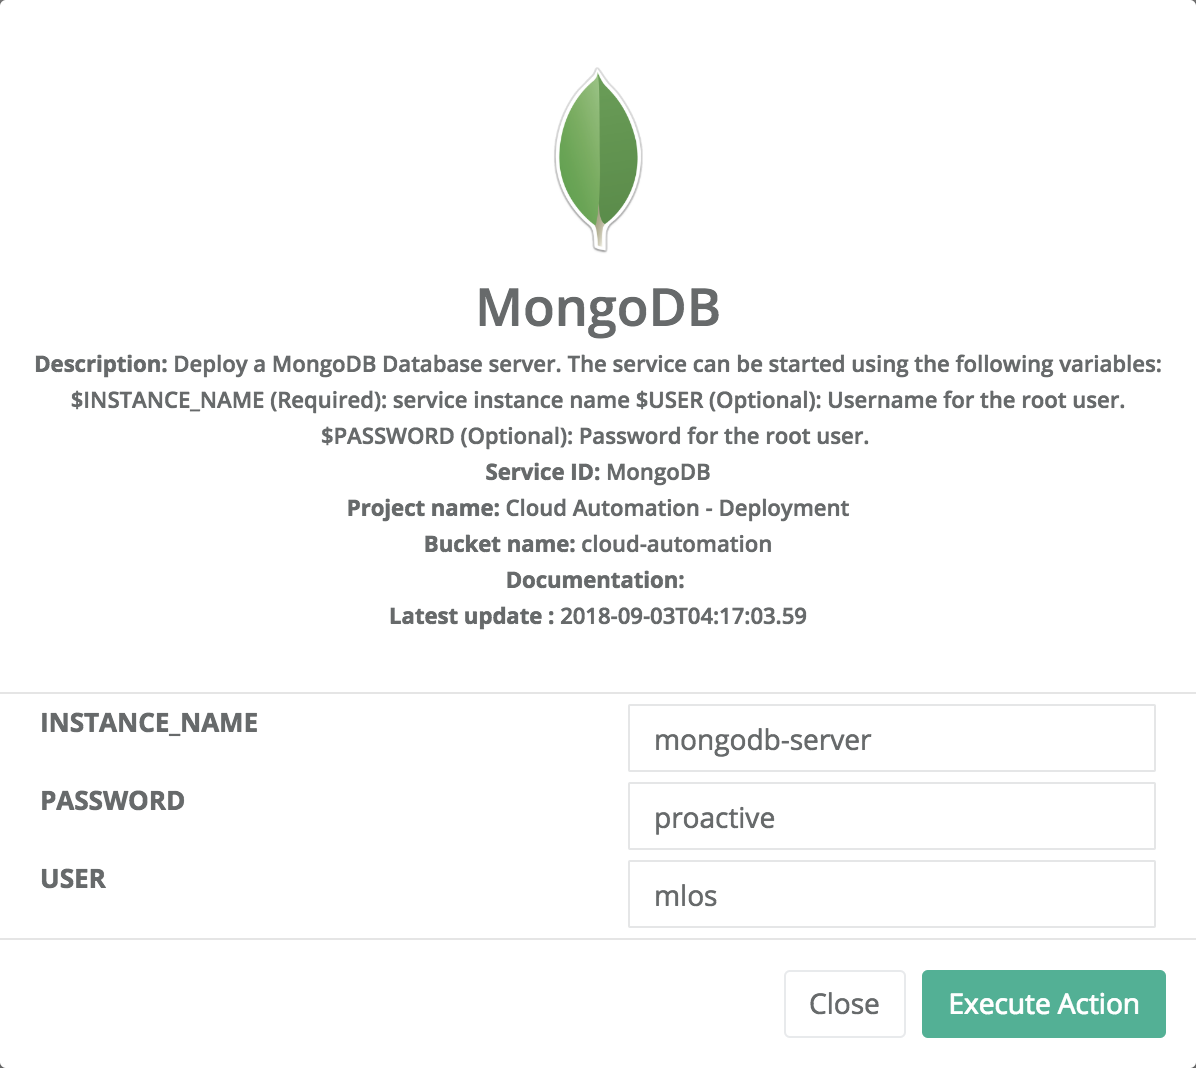 MongoDB
Description: Deploy a MongoDB Database server. The service can be started using the following variables:
$INSTANCE_NAME (Required): service instance name $USER (Optional): Username for the root user.
$PASSWORD (Optional): Password for the root user.
Service ID: MongoDB
Project name: Cloud Automation - Deployment
Bucket name: cloud-automation
Documentation:
Latest update : 2018-09-03T04:17:03.59
INSTANCE_NAME
mongodb-server
PASSWORD
proactive
USER
mlos
Close
Execute Action